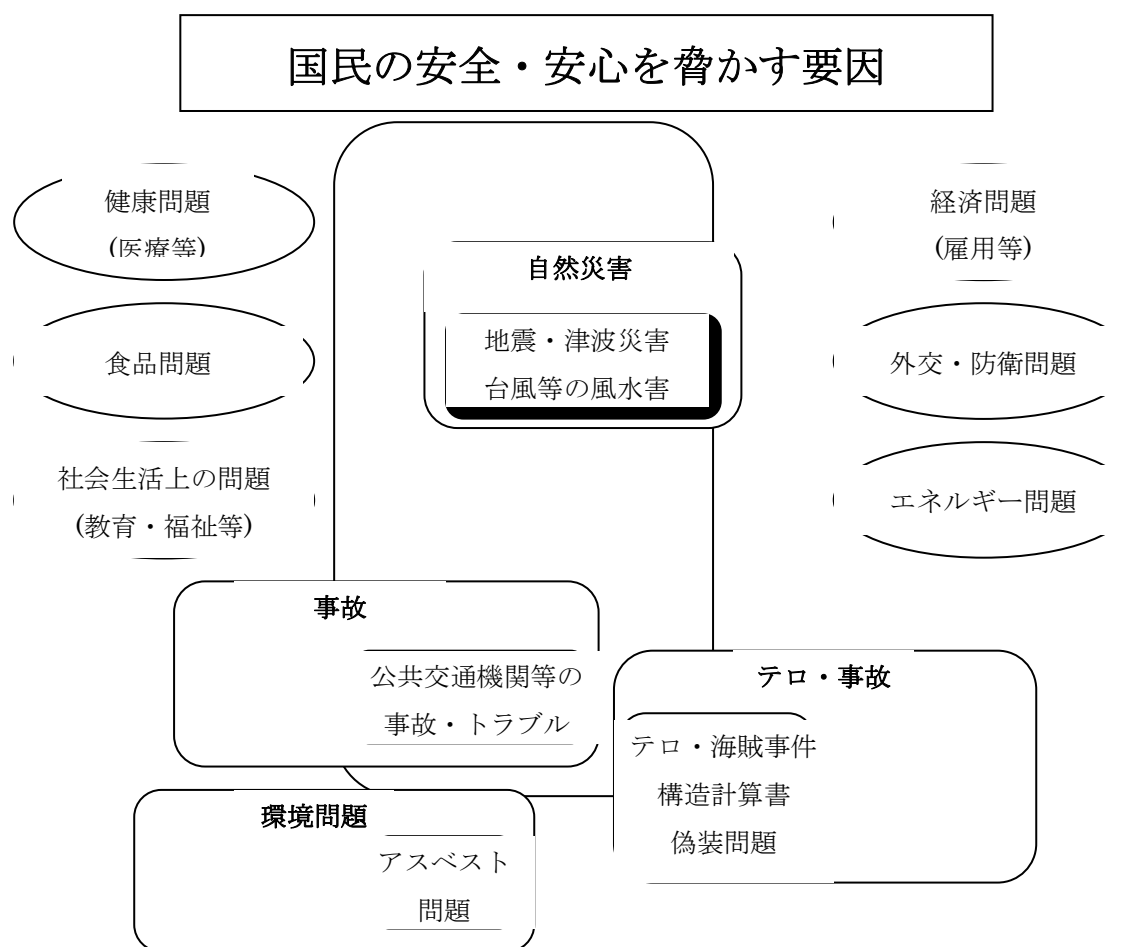 国民の安全・安心を脅かす要因
健康問題
(医療等)
食品問題
社会生活上の問題
(教育・福祉等)
経済問題
(雇用等)
外交・防衛問題
エネルギー問題
自然災害
地震・津波災害
台風等の風水害
事故
公共交通機関等の
事故・トラブル
テロ・事故
テロ・海賊事件
構造計算書
偽装問題
環境問題
アスベスト
問題